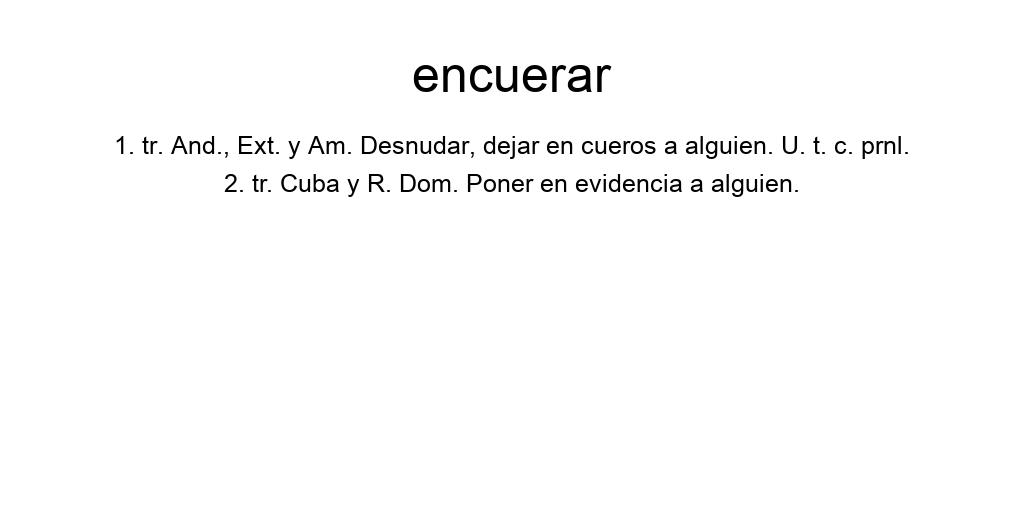 encuerar
1. tr. And., Ext. y Am. Desnudar, dejar en cueros a alguien. U. t. c. prnl.
2. tr. Cuba y R. Dom. Poner en evidencia a alguien.